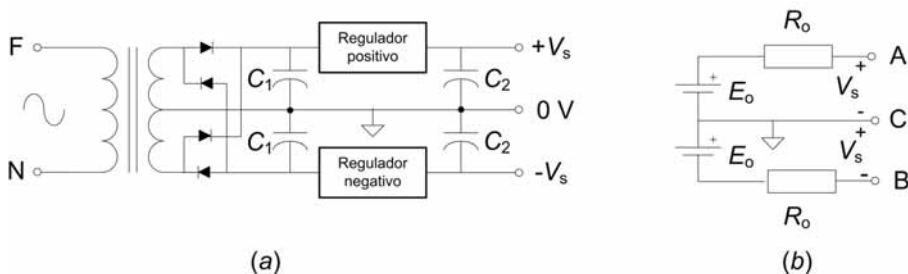 F
N
C1
C1
Regulador
positivo
Regulador
negativo
C2
C2
+Vs
0 V
-Vs
(a)
Ro
A
+
Vs
-
+
Eo
C
+
Vs
-
+
Eo
B
Ro
(b)